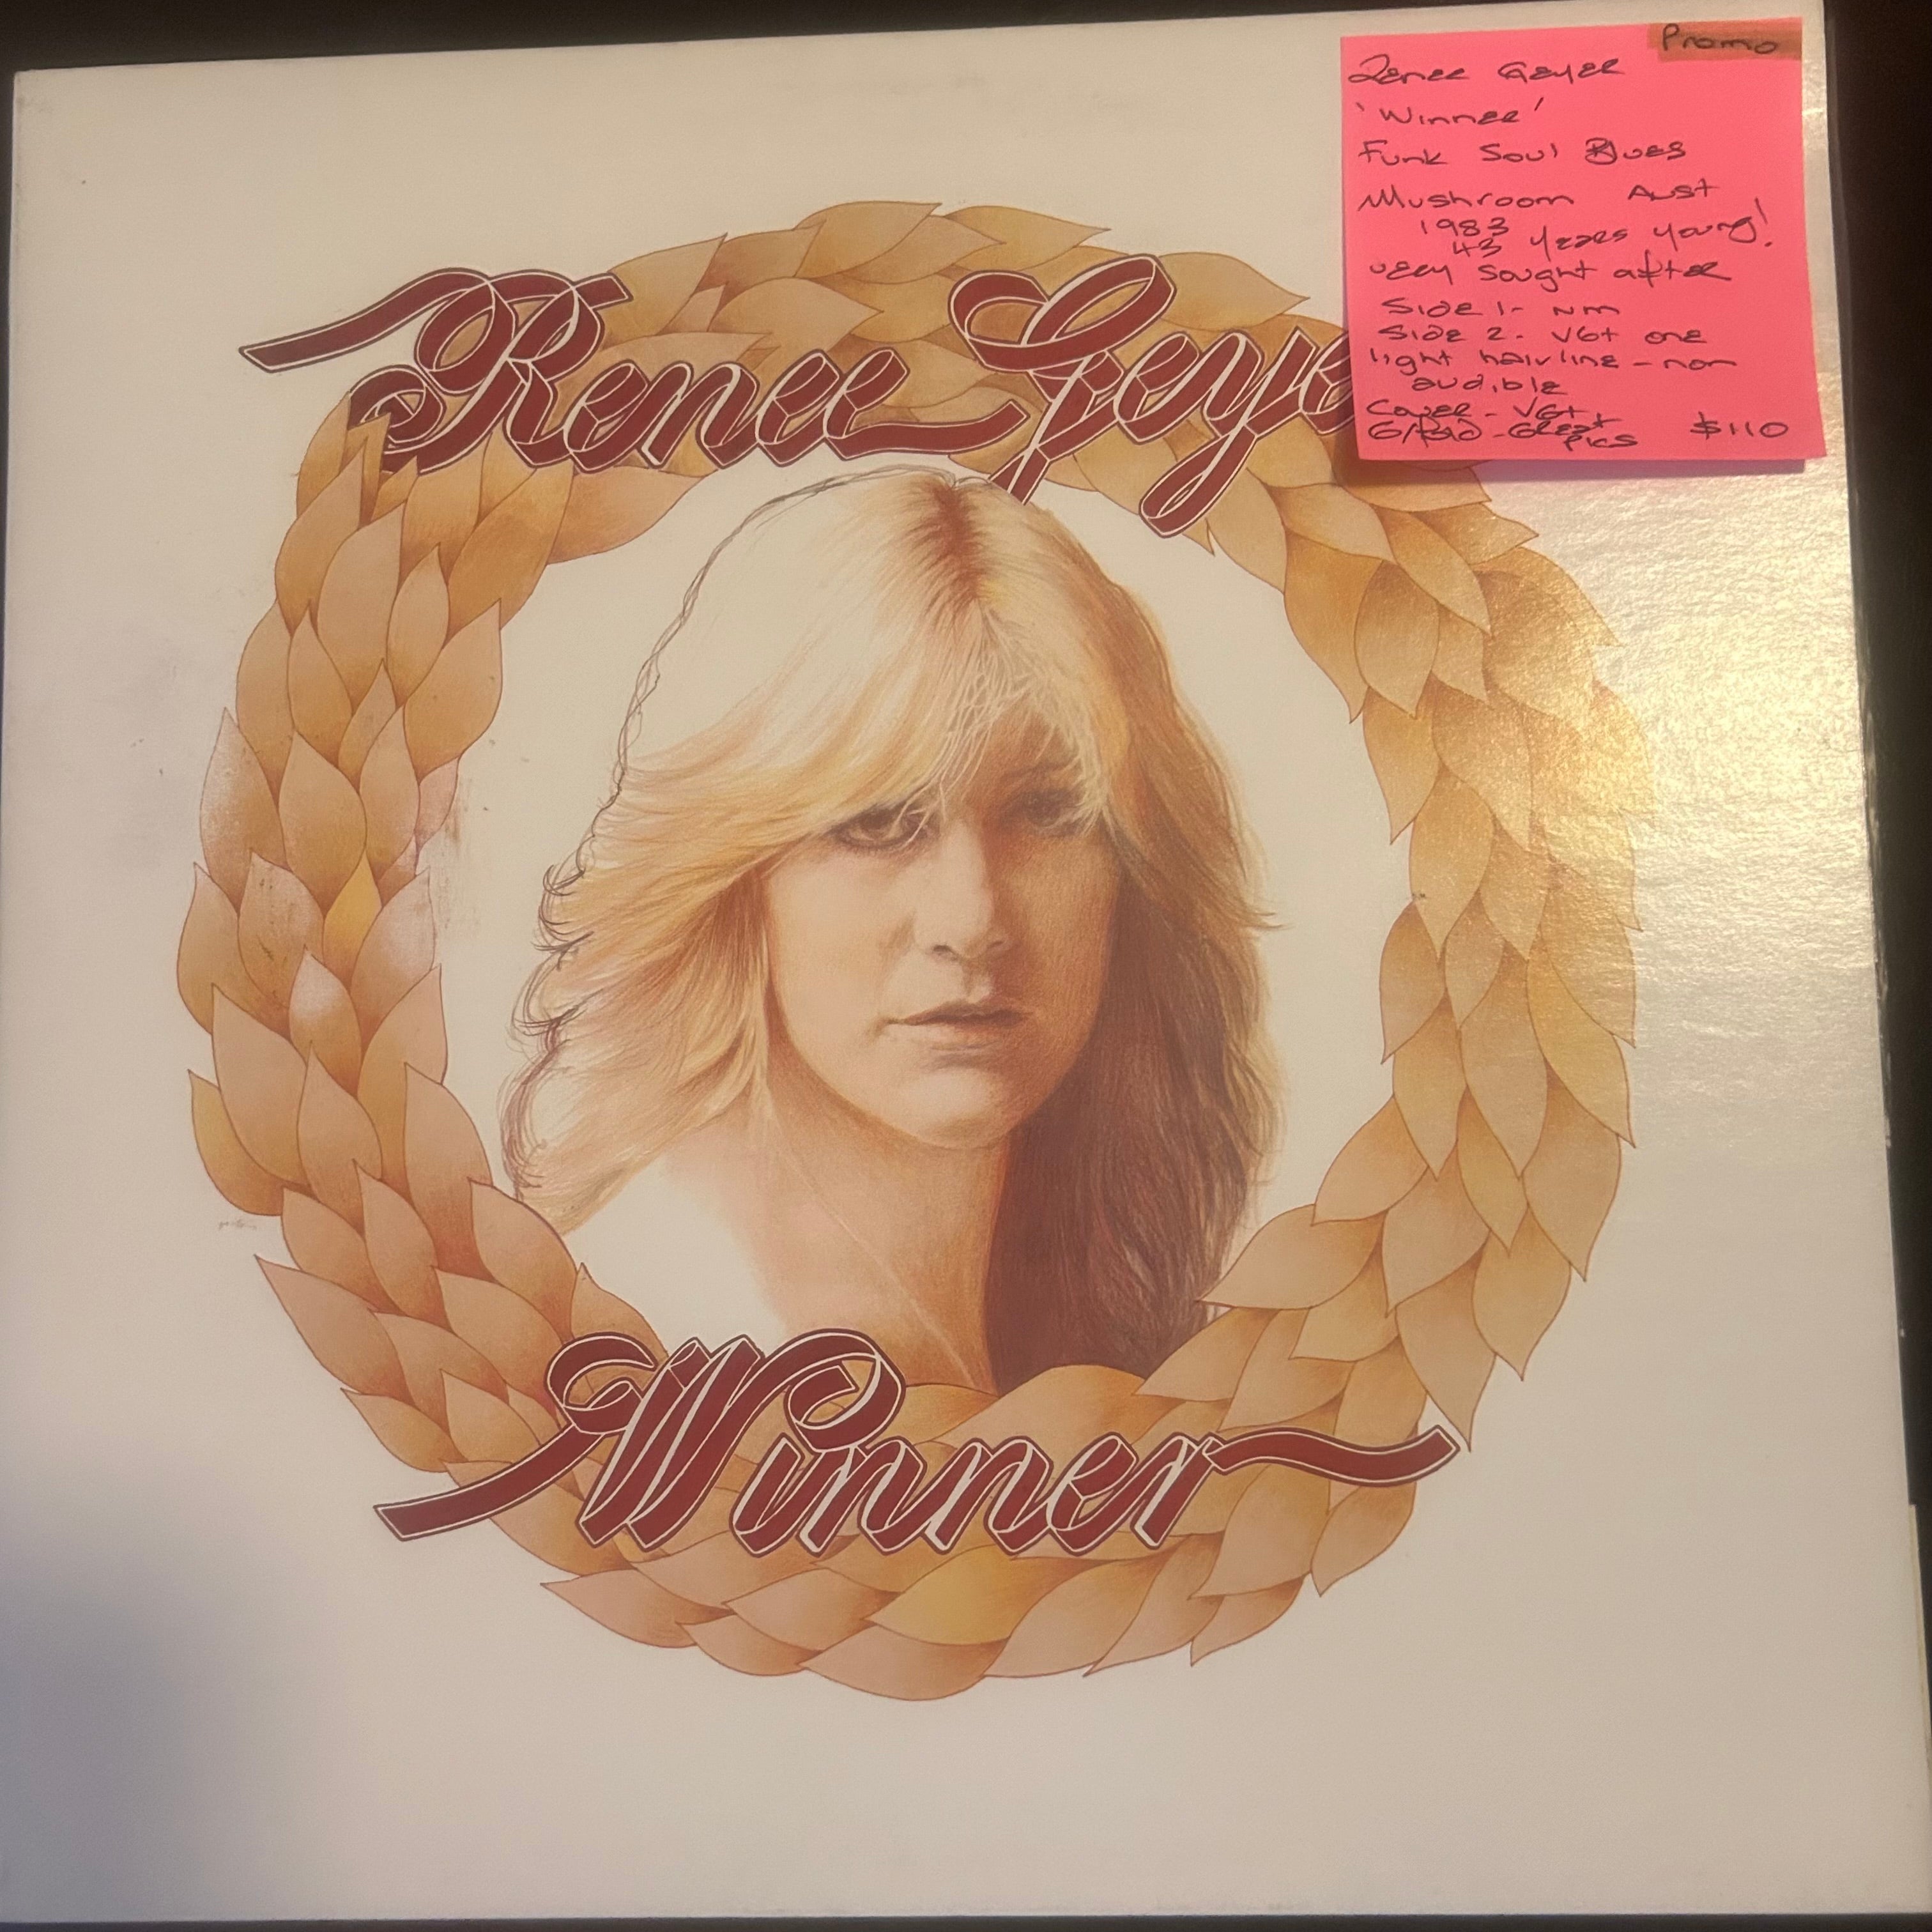 Promo
Renee Geyer
'Winner'
Funk Soul Blues
Mushroom Aust
1983
43 years young!
very sought after
Side 1- NM
Side 2. VG+ one
light hairline - non
audible
Cover - VG++
G/Fold - Great Pics $110
Renee Geye
Winner